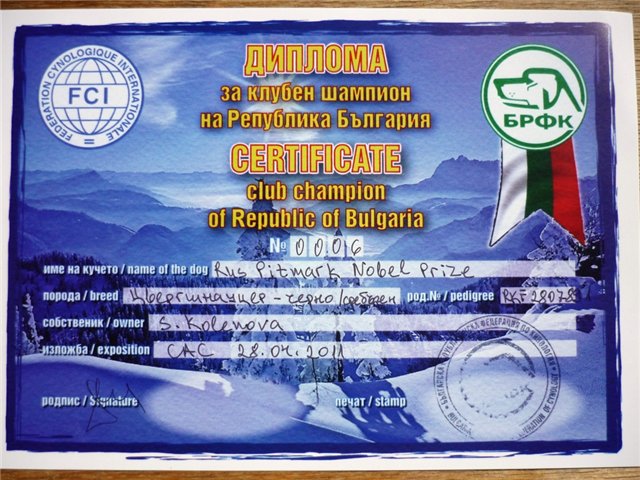 ДИПЛОМА
за клубен шампион
на Република България
CERTIFICATE
club champion
of Republic of Bulgaria
FEDERATION CYNOLOGIQUE INTERNATIONALE
FCI
БРФК
№ 0006
име на кучето / name of the dog Rus Pitmark Nobel Prize
порода / breed Цвергшнауцер - черно/сребрен род.№ / pedigree RKF
собственик / owner S. Kolenova
изложба / exposition CAC 28.04.2011
подпис / Signature печат / stamp